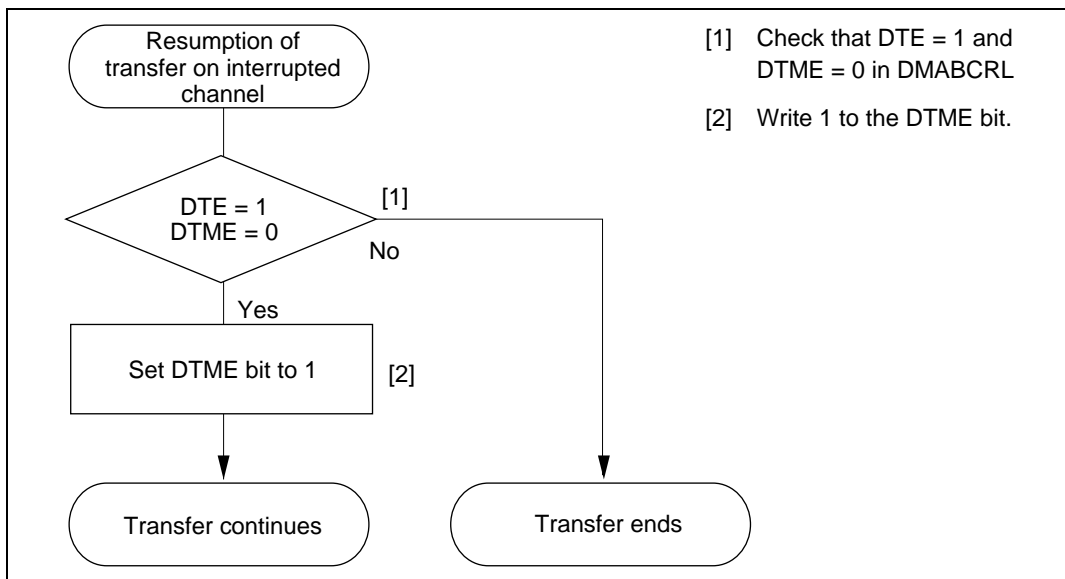 Resumption of
transfer on interrupted
channel
[1] Check that DTE = 1 and
DTME = 0 in DMABCRL
[2] Write 1 to the DTME bit.
DTE = 1
DTME = 0
[1]
No
Yes
Set DTME bit to 1
[2]
Transfer continues
Transfer ends